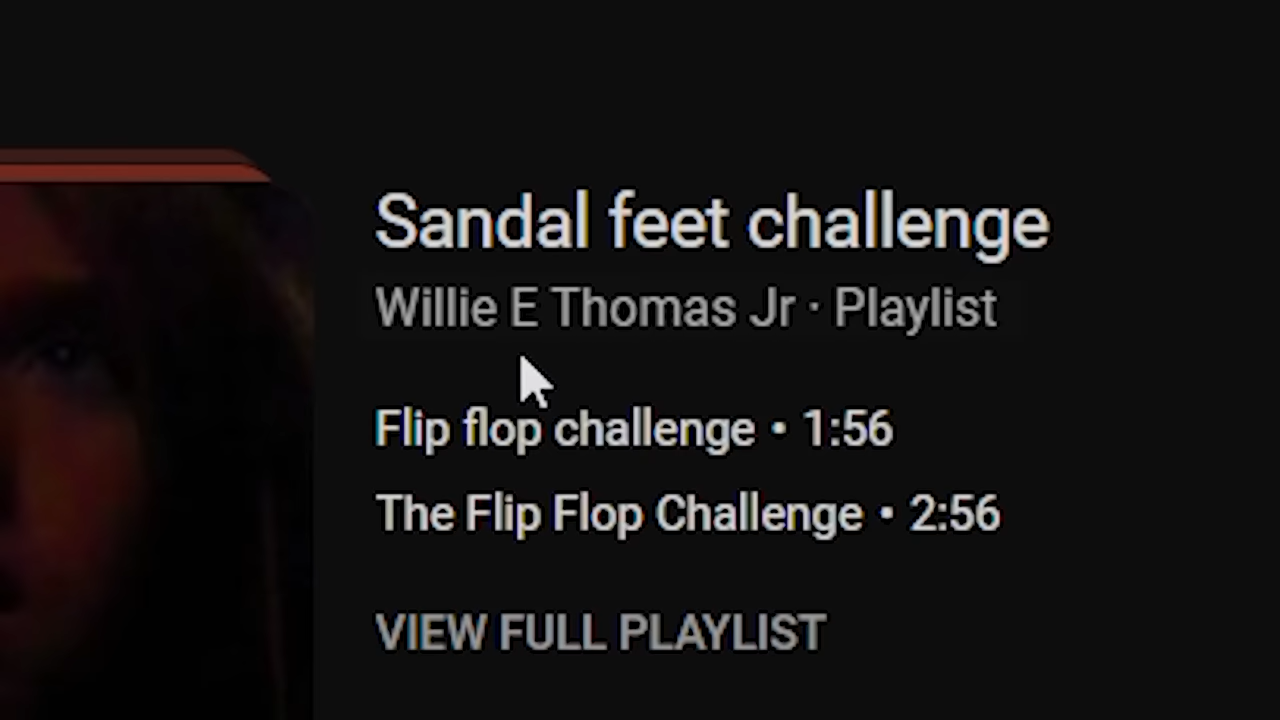 Sandal feet challenge
Willie E Thomas Jr · Playlist
Flip flop challenge • 1:56
The Flip Flop Challenge • 2:56
VIEW FULL PLAYLIST